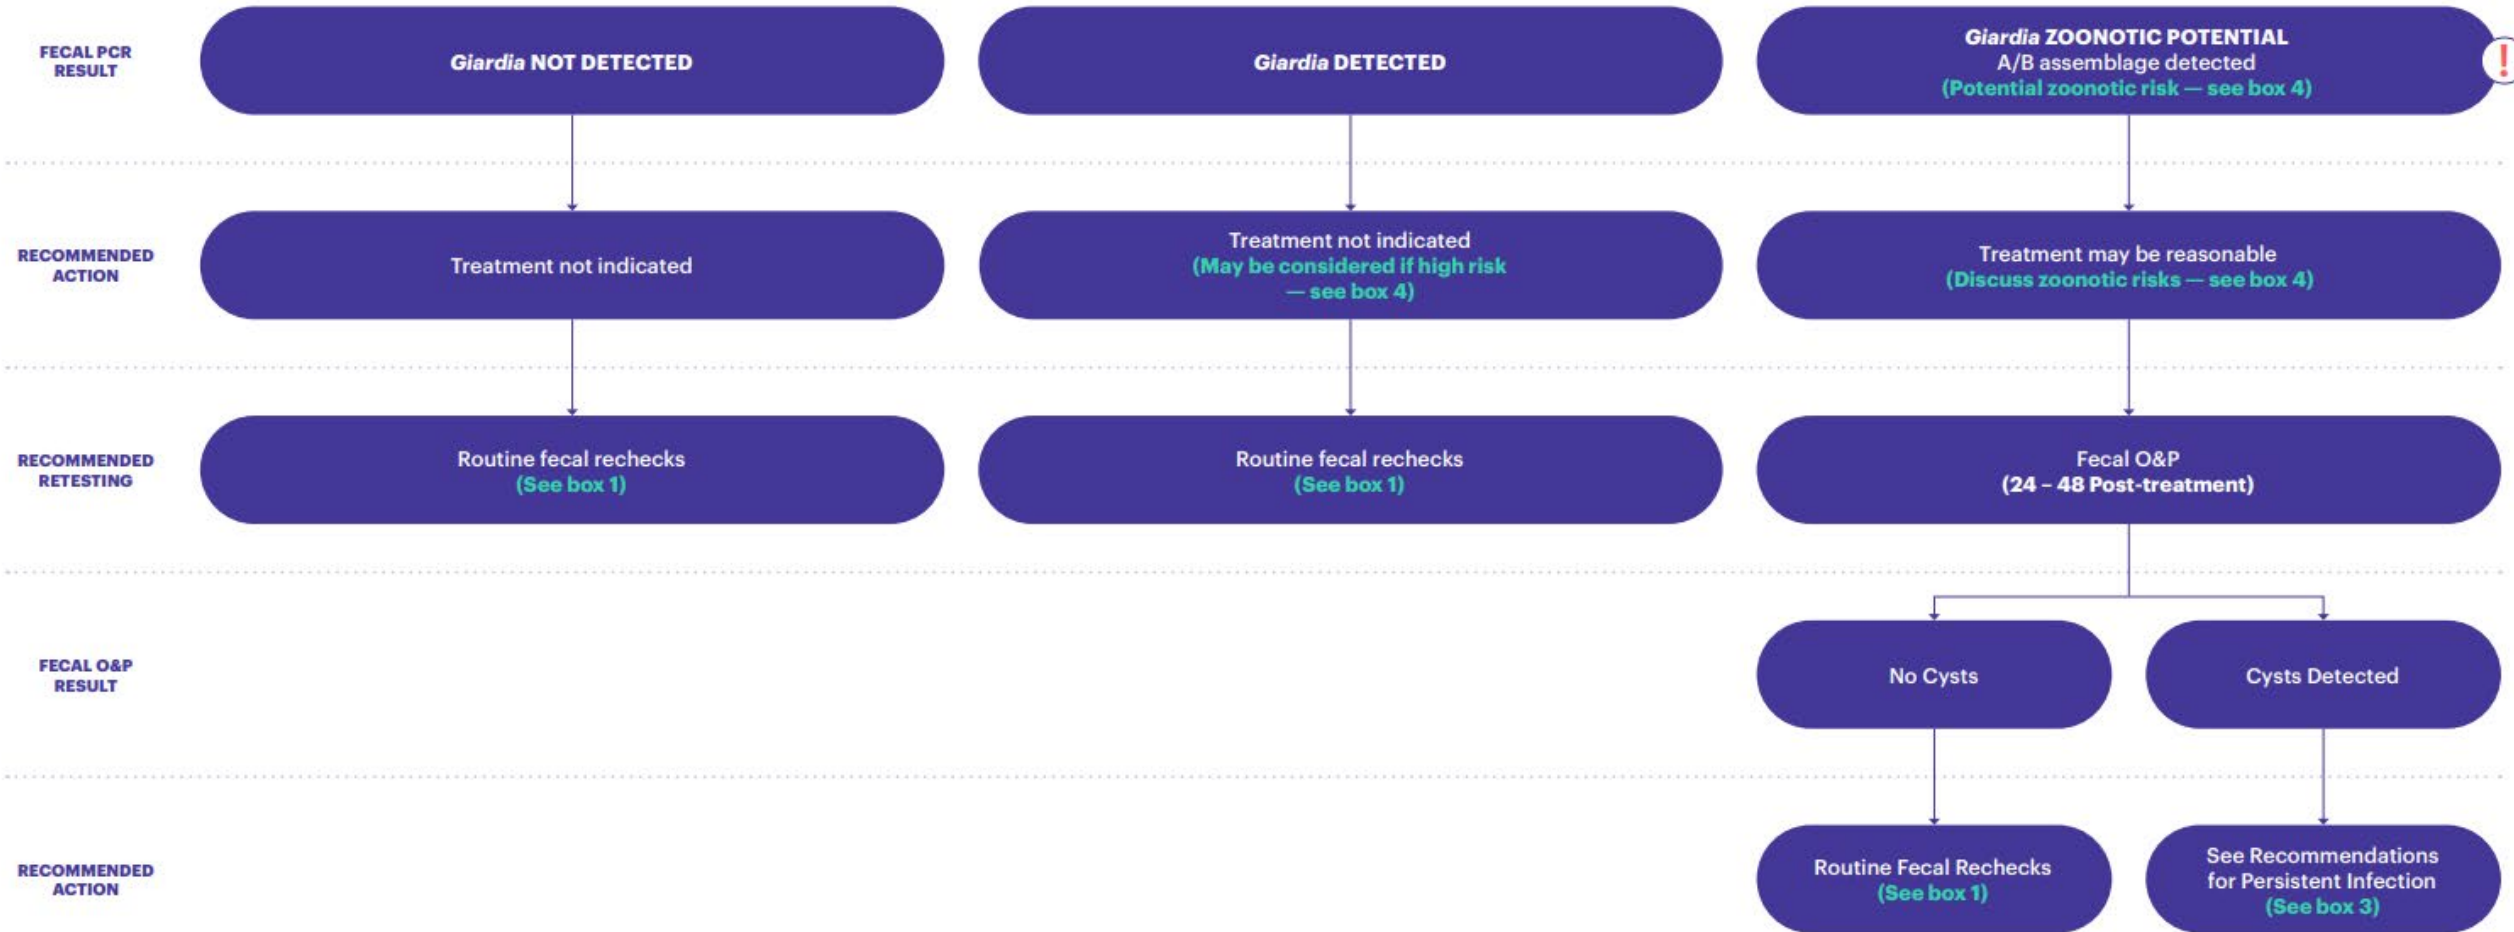 FECAL PCR
RESULT
Giardia NOT DETECTED
Giardia DETECTED
Giardia ZOONOTIC POTENTIAL
A/B assemblage detected
(Potential zoonotic risk — see box 4)
!
RECOMMENDED
ACTION
Treatment not indicated
Treatment not indicated
(May be considered if high risk
— see box 4)
Treatment may be reasonable
(Discuss zoonotic risks — see box 4)
RECOMMENDED
RETESTING
Routine fecal rechecks
(See box 1)
Routine fecal rechecks
(See box 1)
Fecal O&P
(24 – 48 Post-treatment)
FECAL O&P
RESULT
No Cysts
Cysts Detected
RECOMMENDED
ACTION
Routine Fecal Rechecks
(See box 1)
See Recommendations
for Persistent Infection
(See box 3)